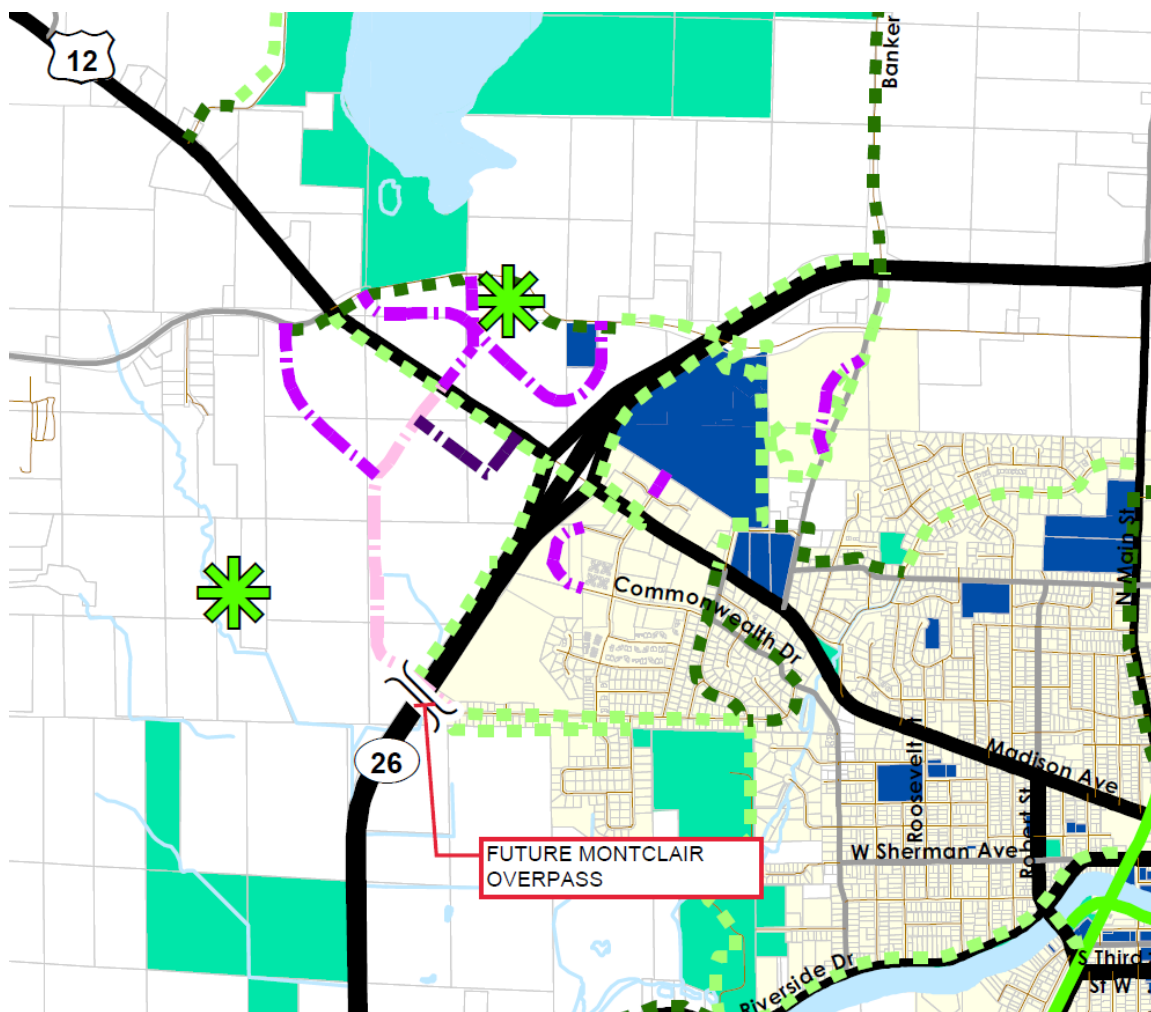 12
Banker
N Main St
Commonwealth Dr
Roosevelt
Madison Ave
26
Robert St
W Sherman Ave
FUTURE MONTCLAIR
OVERPASS
Riverside Dr
S Third
St W